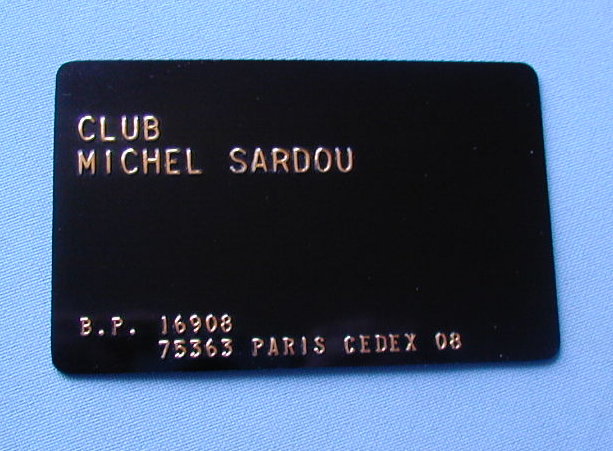 CLUB
MICHEL SARDOU
B.P. 16908
75363 PARIS CEDEX 08